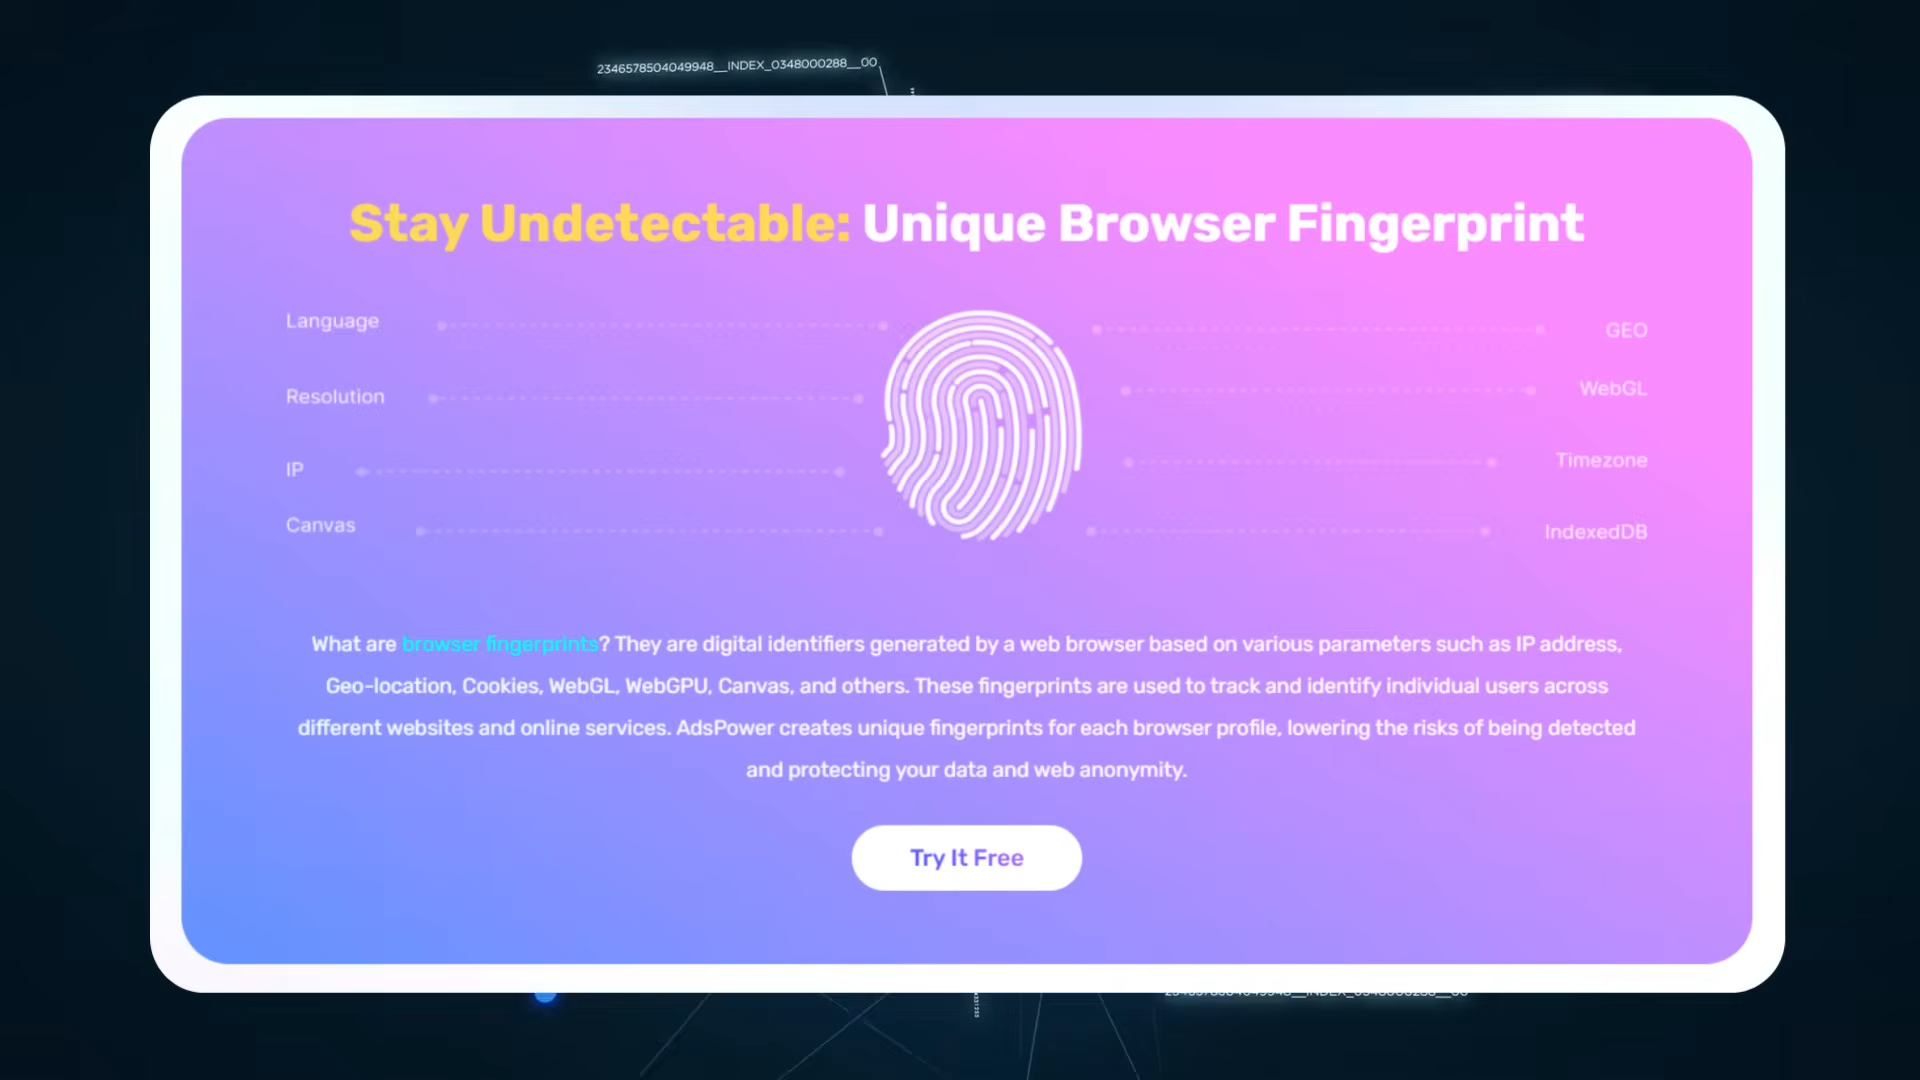 2346578504049948__INDEX_0348000288__00
Stay Undetectable: Unique Browser Fingerprint
Language
GEO
Resolution
WebGL
IP
Timezone
Canvas
IndexedDB
What are browser fingerprints? They are digital identifiers generated by a web browser based on various parameters such as IP address,
Geo-location, Cookies, WebGL, WebGPU, Canvas, and others. These fingerprints are used to track and identify individual users across
different websites and online services. AdsPower creates unique fingerprints for each browser profile, lowering the risks of being detected
and protecting your data and web anonymity.
Try It Free